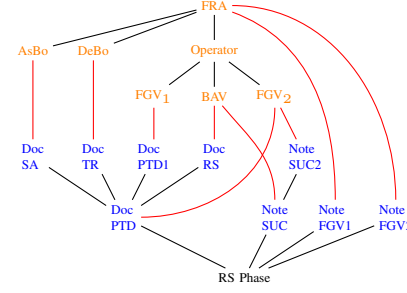 FRA
AsBo DeBo Operator
FGV1 BAV FGV2
Doc Doc Doc Doc Note
SA TR PTD1 RS SUC2
Doc Note Note Note
PTD SUC FGV1 FGV
RS Phase